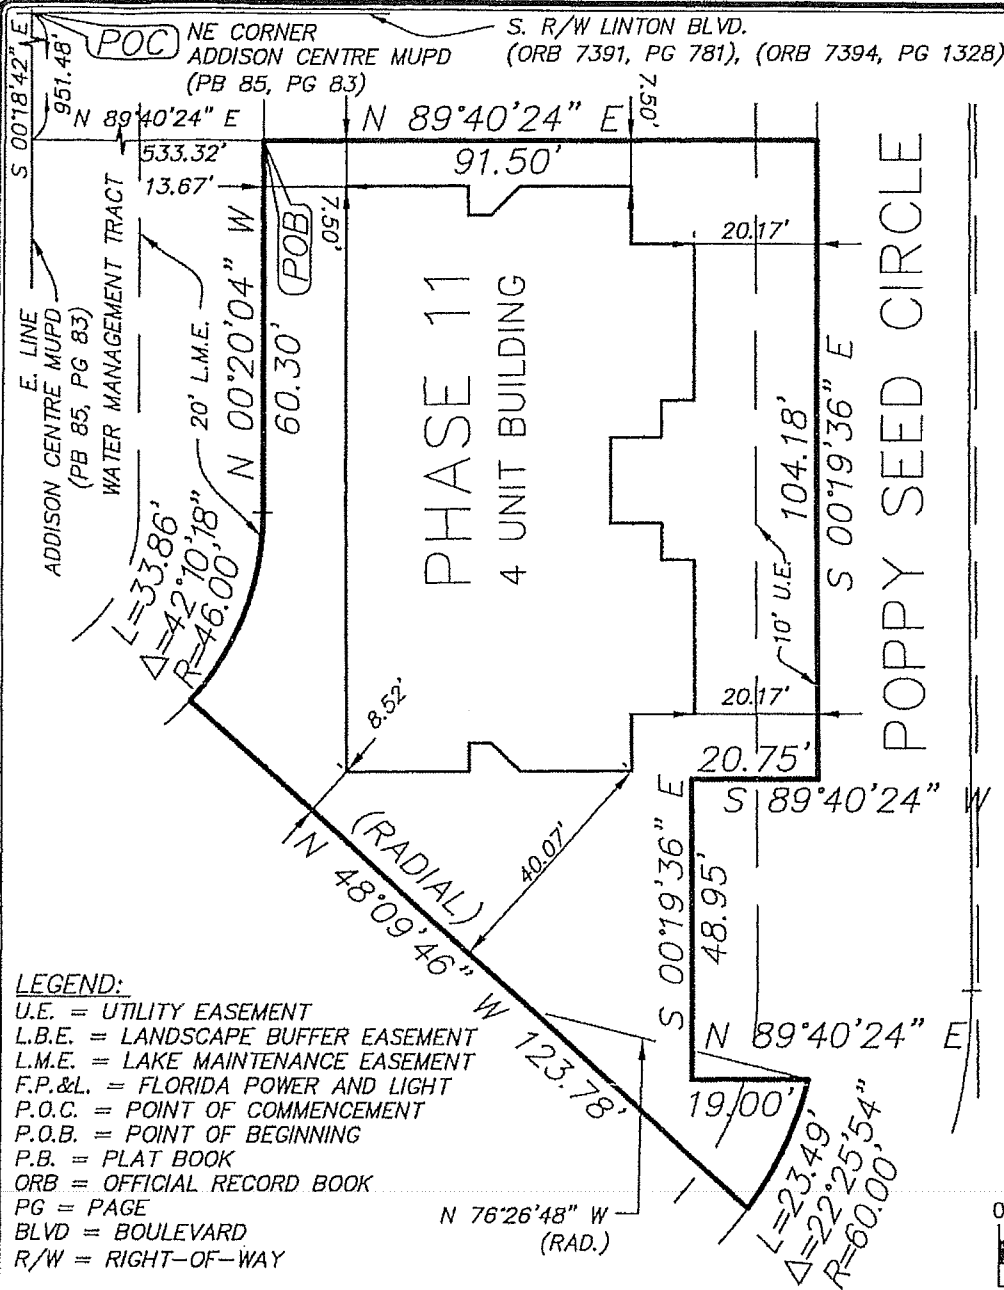 POC
NE CORNER
ADDISON CENTRE MUPD
(PB 85, PG 83)
S. R/W LINTON BLVD.
(ORB 7391, PG 781), (ORB 7394, PG 1328)
S 00°18'42" E
951.48'
N 89°40'24" E
533.32'
13.67'
N 89°40'24" E
91.50'
7.50'
7.50'
POB
20.17'
E. LINE
ADDISON CENTRE MUPD
(PB 85, PG 83)
WATER MANAGEMENT TRACT
20' L.M.E.
N 00°20'04" W
60.30'
PHASE 11
4 UNIT BUILDING
104.18'
S 00°19'36" E
POPPY SEED CIRCLE
10' U.E.
L=33.86'
Δ=42°10'18"
R=46.00'
8.52'
20.17'
20.75'
S 89°40'24" W
(RADIAL)
N 48°09'46" W 123.78'
40.07'
S 00°19'36" E
48.95'
N 89°40'24" E
19.00'
L=23.49'
Δ=22°25'54"
R=60.00'
N 76°26'48" W
(RAD.)
LEGEND:
U.E. = UTILITY EASEMENT
L.B.E. = LANDSCAPE BUFFER EASEMENT
L.M.E. = LAKE MAINTENANCE EASEMENT
F.P.&L. = FLORIDA POWER AND LIGHT
P.O.C. = POINT OF COMMENCEMENT
P.O.B. = POINT OF BEGINNING
P.B. = PLAT BOOK
ORB = OFFICIAL RECORD BOOK
PG = PAGE
BLVD = BOULEVARD
R/W = RIGHT-OF-WAY
0